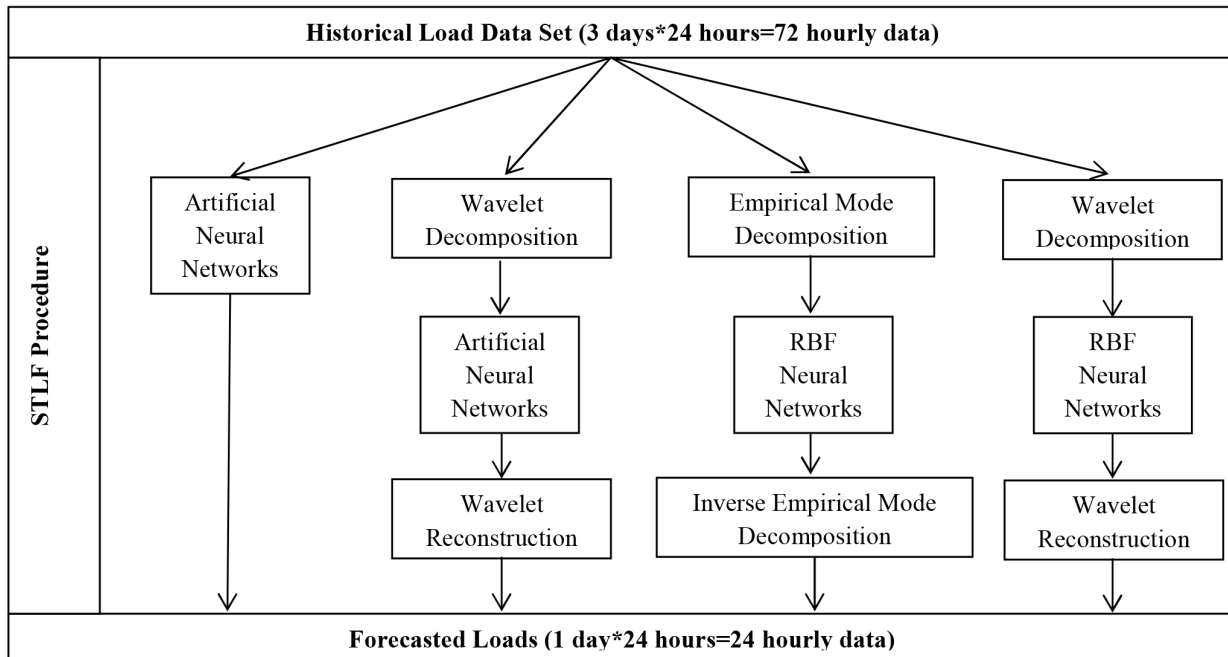 Historical Load Data Set (3 days*24 hours=72 hourly data)
STLF Procedure
Artificial
Neural
Networks
Wavelet
Decomposition
Artificial
Neural
Networks
Wavelet
Reconstruction
Empirical Mode
Decomposition
RBF
Neural
Networks
Inverse Empirical Mode
Decomposition
Wavelet
Decomposition
RBF
Neural
Networks
Wavelet
Reconstruction
Forecasted Loads (1 day*24 hours=24 hourly data)